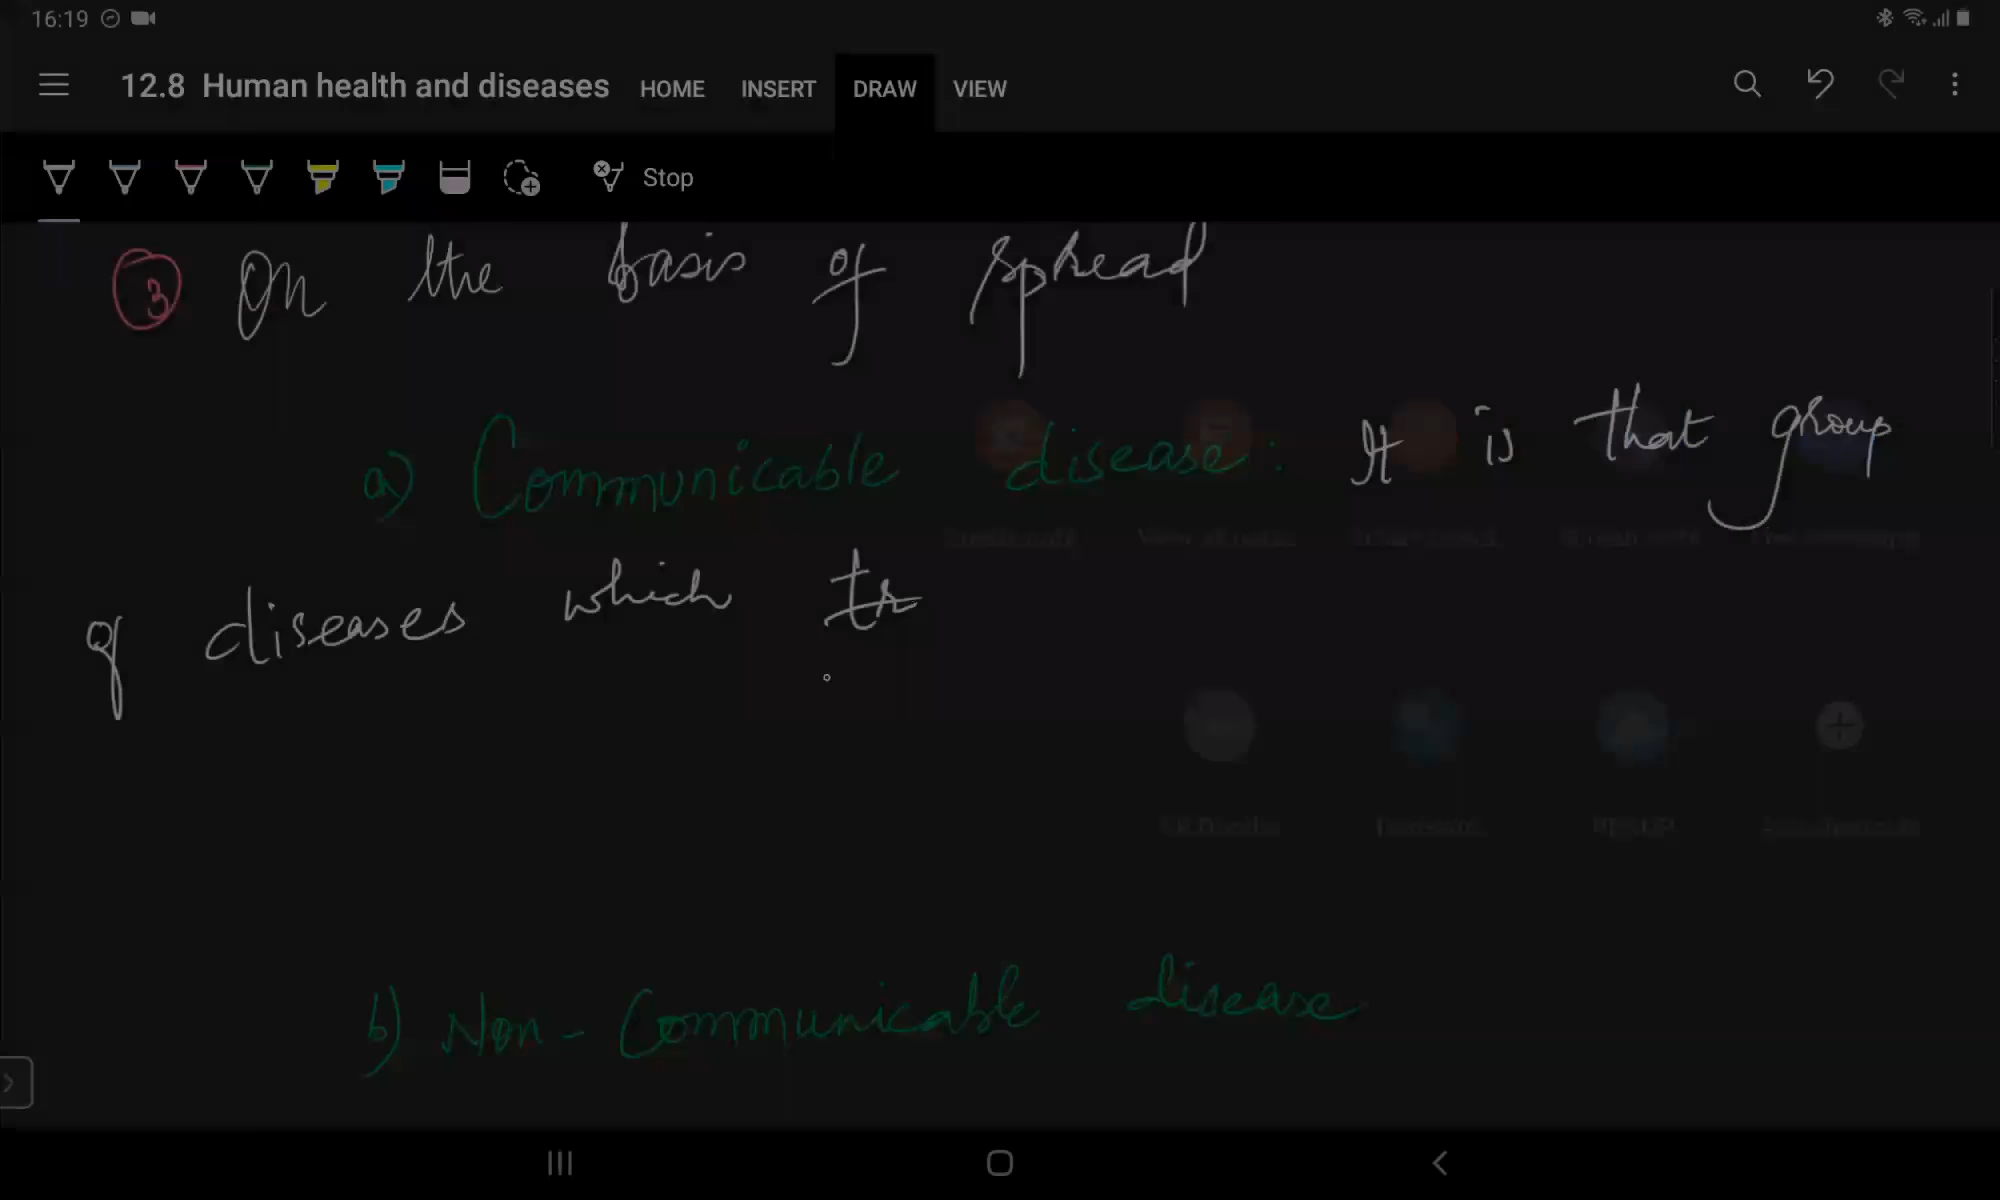 16:19
12.8 Human health and diseases HOME INSERT DRAW VIEW
Stop
3 On the basis of spread
a) Communicable disease: It is that group
of diseases which tr
b) Non-Communicable disease